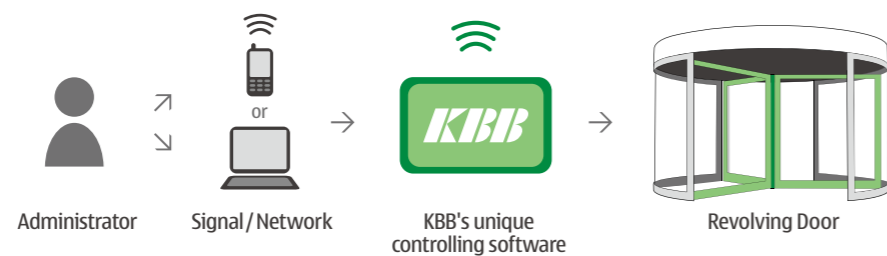 or
KBB
Administrator
Signal / Network
KBB's unique
controlling software
Revolving Door